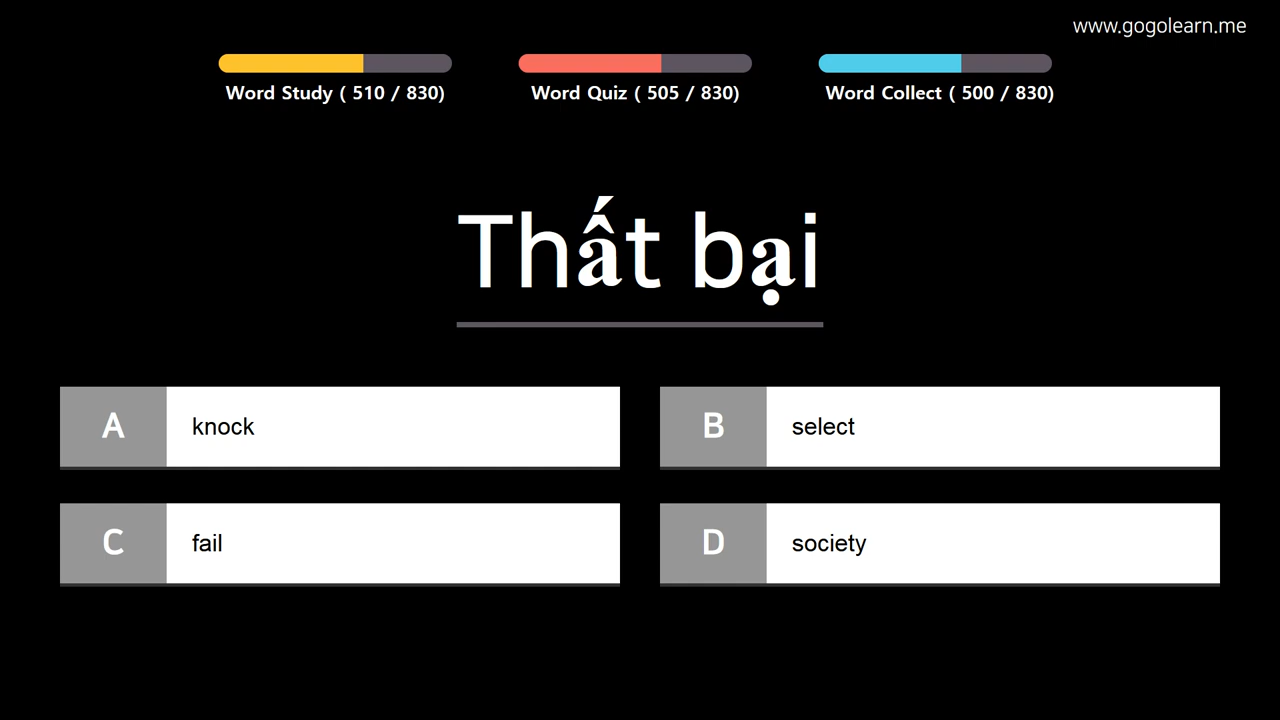 www.gogolearn.me
Word Study ( 510 / 830)
Word Quiz ( 505 / 830)
Word Collect ( 500 / 830)
Thất bại
A knock
B select
C fail
D society